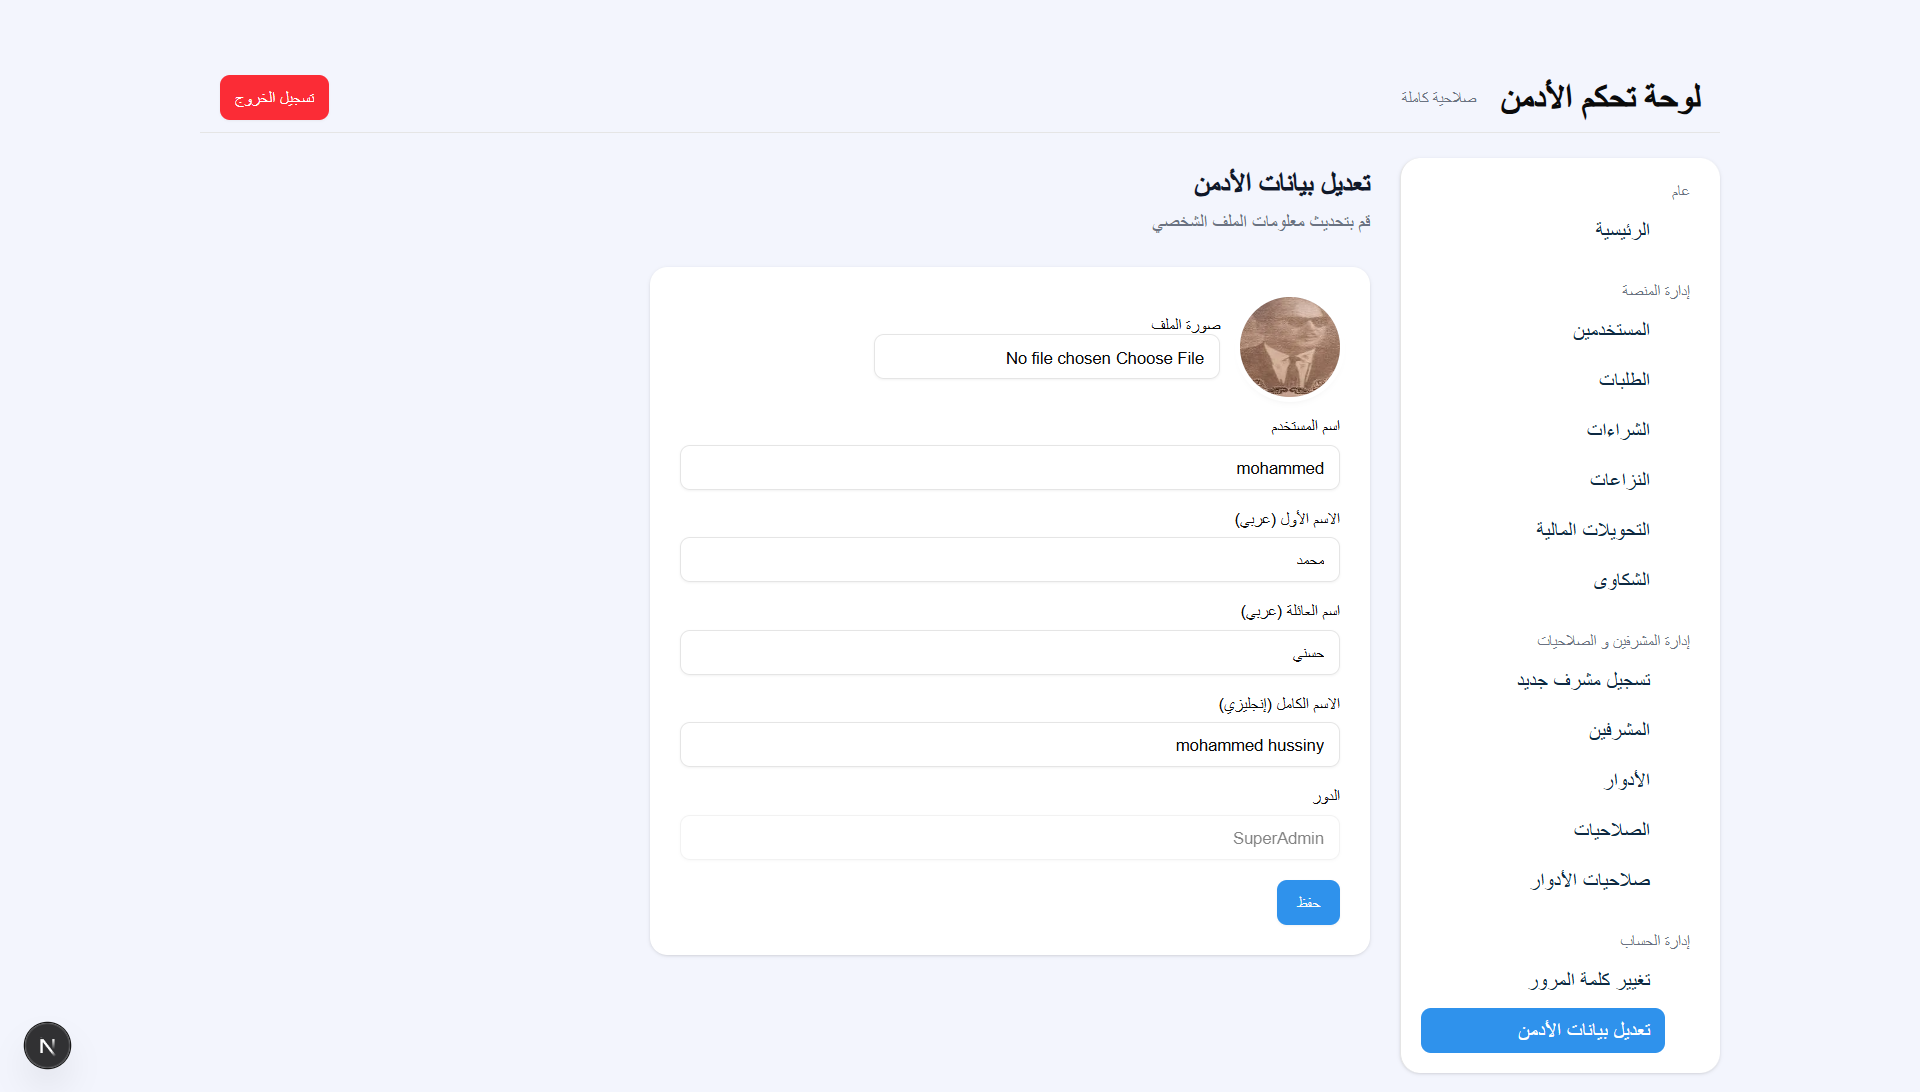 لوحة تحكم الأدمن
صلاحية كاملة
تسجيل الخروج
عام
الرئيسية
إدارة المنصة
المستخدمين
الطلبات
الشراءات
النزاعات
التحويلات المالية
الشكاوى
إدارة المشرفين و الصلاحيات
تسجيل مشرف جديد
المشرفين
الأدوار
الصلاحيات
صلاحيات الأدوار
إدارة الحساب
تغيير كلمة المرور
تعديل بيانات الأدمن
تعديل بيانات الأدمن
قم بتحديث معلومات الملف الشخصي
صورة الملف
No file chosen Choose File
اسم المستخدم
mohammed
الاسم الأول (عربي)
محمد
اسم العائلة (عربي)
حسني
الاسم الكامل (إنجليزي)
mohammed hussiny
الدور
SuperAdmin
حفظ
N